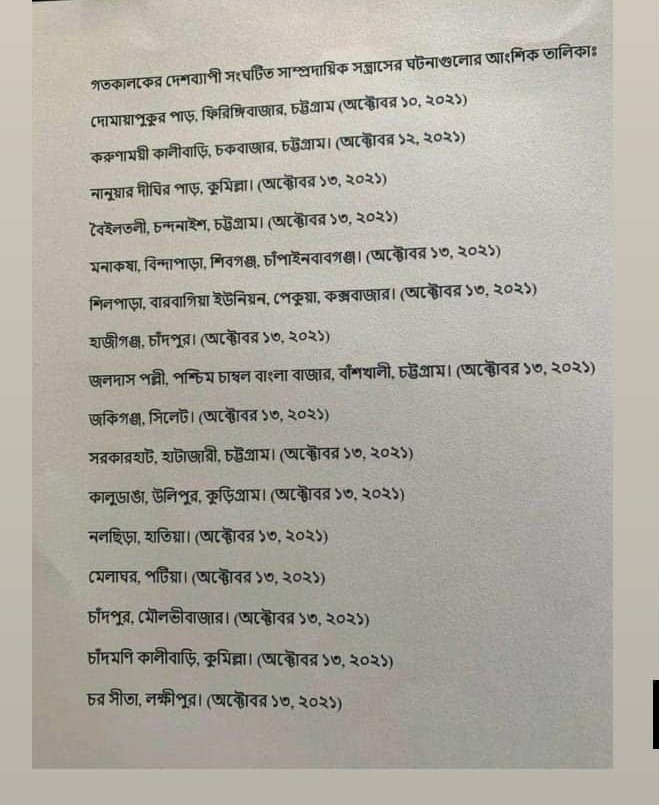 গতকালকের দেশব্যাপী সংঘটিত সাম্প্রদায়িক সন্ত্রাসের ঘটনাগুলোর আংশিক তালিকাঃ
দোমায়াপুকুর পাড়, ফিরিঙ্গিবাজার, চট্টগ্রাম (অক্টোবর ১০, ২০২১)
করুণাময়ী কালীবাড়ি, চকবাজার, চট্টগ্রাম। (অক্টোবর ১২, ২০২১)
নানুয়ার দীঘির পাড়, কুমিল্লা। (অক্টোবর ১৩, ২০২১)
বৈইলতলী, চন্দনাইশ, চট্টগ্রাম। (অক্টোবর ১৩, ২০২১)
মনাকষা, বিন্দাপাড়া, শিবগঞ্জ, চাঁপাইনবাবগঞ্জ। (অক্টোবর ১৩, ২০২১)
শিলপাড়া, বারবাগিয়া ইউনিয়ন, পেকুয়া, কক্সবাজার। (অক্টোবর ১৩, ২০২১)
হাজীগঞ্জ, চাঁদপুর। (অক্টোবর ১৩, ২০২১)
জলদাস পল্লী, পশ্চিম চাম্বল বাংলা বাজার, বাঁশখালী, চট্টগ্রাম। (অক্টোবর ১৩, ২০২১)
জকিগঞ্জ, সিলেট। (অক্টোবর ১৩, ২০২১)
সরকারহাট, হাটাজারী, চট্টগ্রাম। (অক্টোবর ১৩, ২০২১)
কালুডাঙা, উলিপুর, কুড়িগ্রাম। (অক্টোবর ১৩, ২০২১)
নলছিড়া, হাতিয়া। (অক্টোবর ১৩, ২০২১)
মেলাঘর, পটিয়া। (অক্টোবর ১৩, ২০২১)
চাঁদপুর, মৌলভীবাজার। (অক্টোবর ১৩, ২০২১)
চাঁদমণি কালীবাড়ি, কুমিল্লা। (অক্টোবর ১৩, ২০২১)
চর সীতা, লক্ষীপুর। (অক্টোবর ১৩, ২০২১)